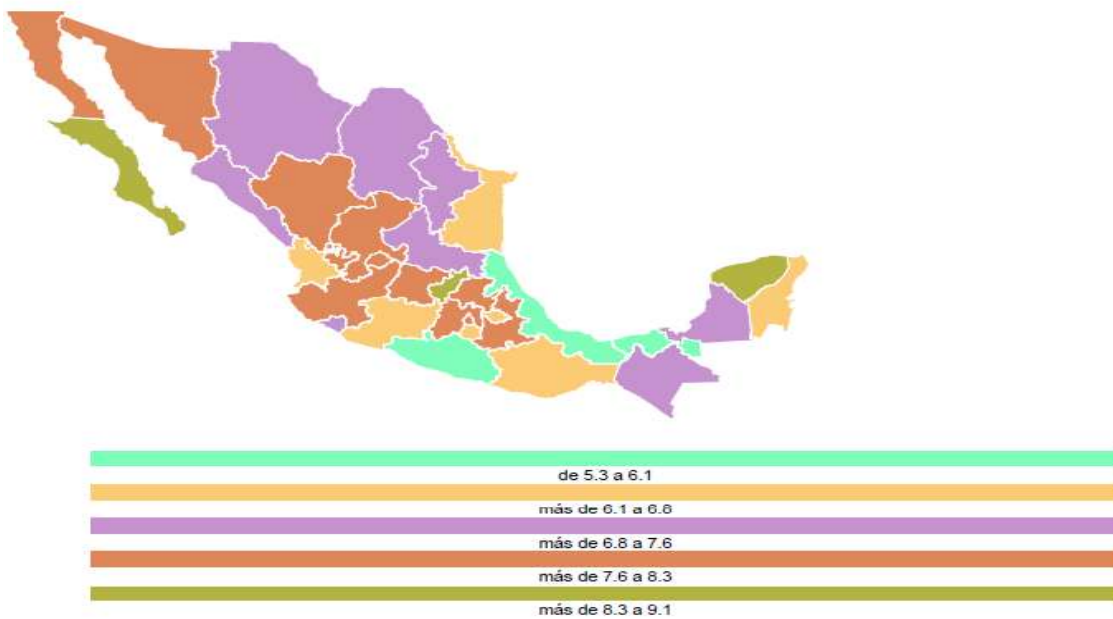 de 5.3 a 6.1
más de 6.1 a 6.8
más de 6.8 a 7.6
más de 7.6 a 8.3
más de 8.3 a 9.1